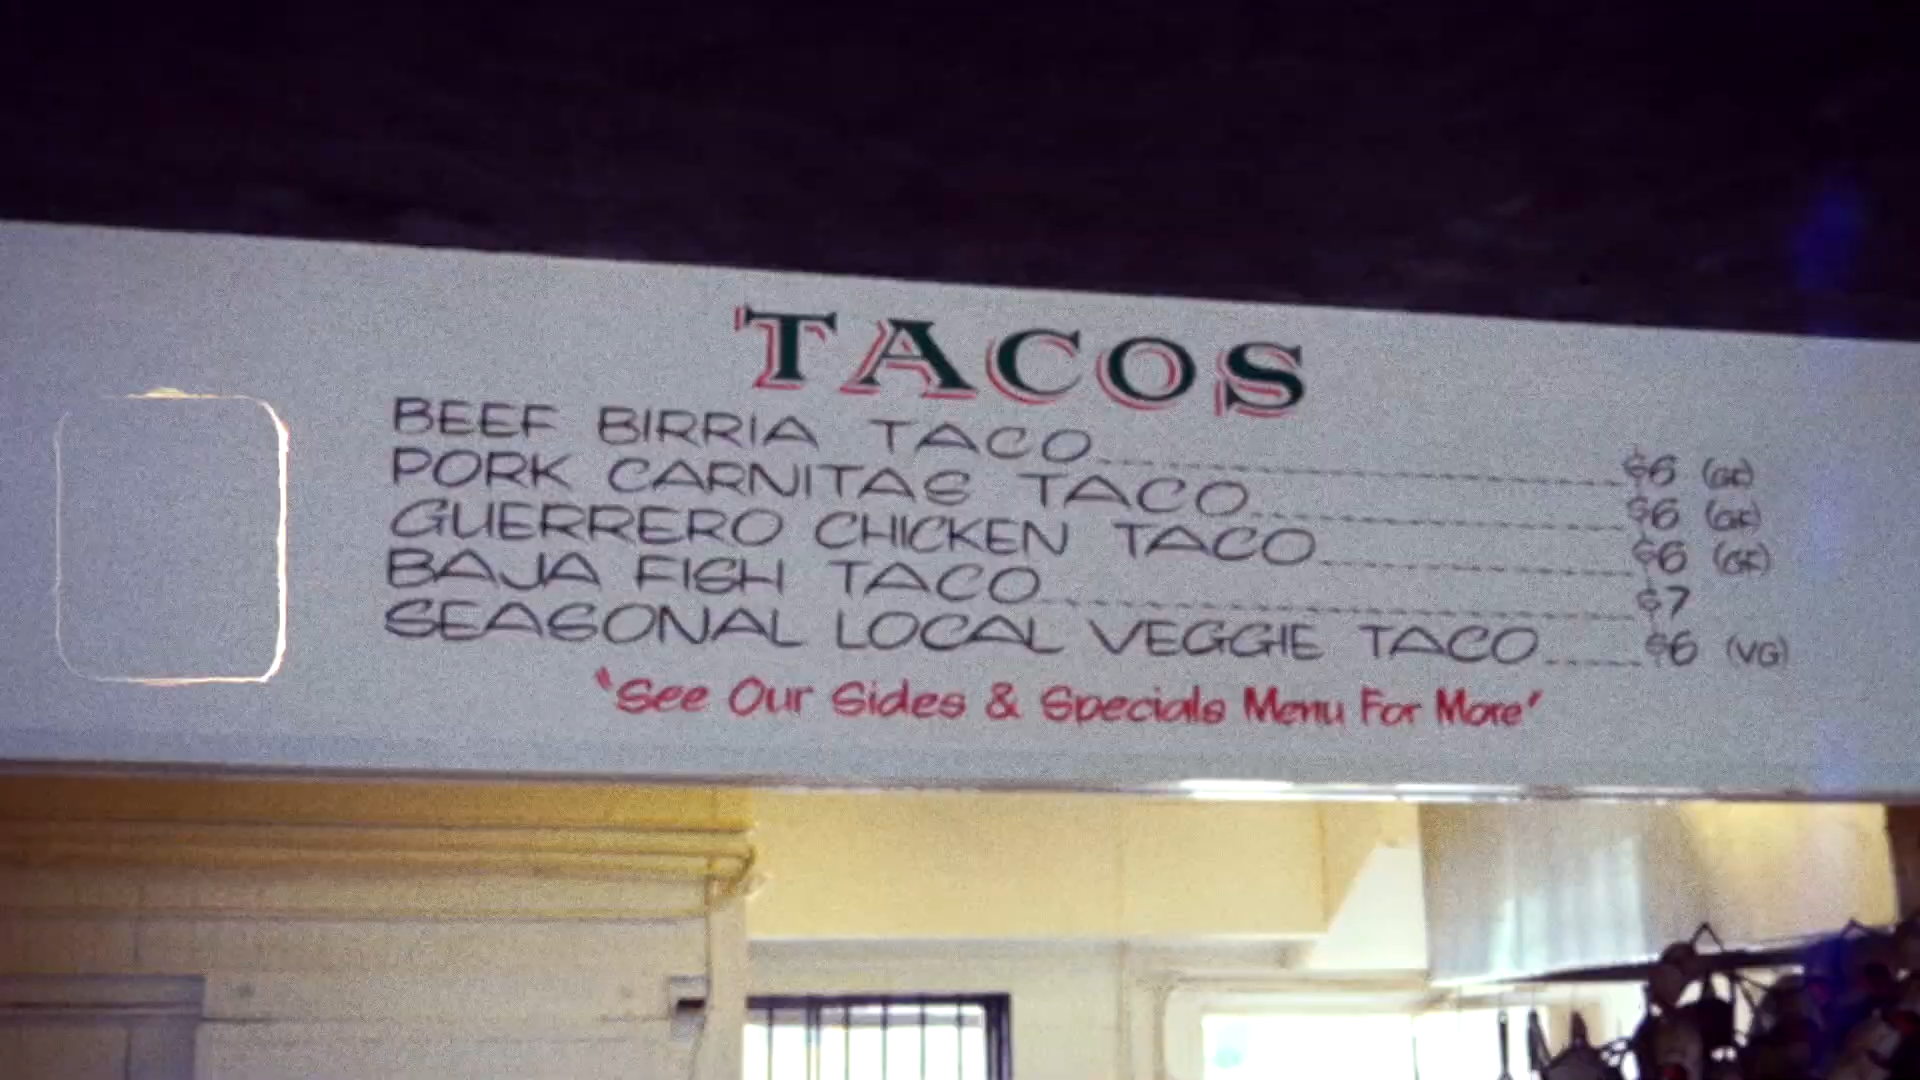 TACOS
BEEF BIRRIA TACO $6 (GF)
PORK CARNITAS TACO $6 (GF)
GUERRERO CHICKEN TACO $6 (GF)
BAJA FISH TACO $7
SEASONAL LOCAL VEGGIE TACO $6 (VG)
"See Our Sides & Specials Menu For More"